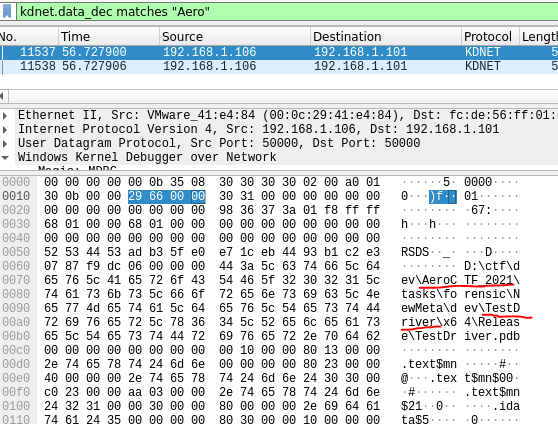 kdnet.data_dec matches "Aero"
No. Time Source Destination Protocol Length
11537 56.727900 192.168.1.106 192.168.1.101 KDNET 5
11538 56.727906 192.168.1.106 192.168.1.101 KDNET 5
Ethernet II, Src: VMware_41:e4:84 (00:0c:29:41:e4:84), Dst: fc:de:56:ff:01:
Internet Protocol Version 4, Src: 192.168.1.106, Dst: 192.168.1.101
User Datagram Protocol, Src Port: 50000, Dst Port: 50000
Windows Kernel Debugger over Network
0000 00 00 00 00 00 0b 35 08 30 30 30 30 02 00 a0 01 ······5· 0000····
0010 30 0b 00 00 29 66 00 00 30 31 00 00 00 00 00 00 0···)f·· 01······
0020 00 00 00 00 00 00 00 00 98 36 37 3a 01 f8 ff ff ········ ·67:····
0030 68 01 00 00 68 01 00 00 00 00 00 00 00 00 00 00 h···h··· ········
0050 52 53 44 53 ad b3 5f e0 e7 1c eb 44 93 b1 c2 e3 RSDS··_· ···D····
0060 07 87 f9 dc 06 00 00 00 44 3a 5c 63 74 66 5c 64 ········ D:\ctf\d
0070 65 76 5c 41 65 72 6f 43 54 46 5f 32 30 32 31 5c ev\AeroC TF_2021\
0080 74 61 73 6b 73 5c 66 6f 72 65 6e 73 69 63 5c 4e tasks\fo rensic\N
0090 65 77 4d 65 74 61 5c 64 65 76 5c 54 65 73 74 44 ewMeta\d ev\TestD
00a0 72 69 76 65 72 5c 78 36 34 5c 52 65 6c 65 61 73 river\x6 4\Releas
00b0 65 5c 54 65 73 74 44 72 69 76 65 72 2e 70 64 62 e\TestDr iver.pdb
00c0 00 00 00 00 00 00 00 00 00 10 00 00 80 13 00 00 ········ ········
00d0 2e 74 65 78 74 24 6d 6e 00 00 00 00 80 23 00 00 .text$mn ·····#··
00e0 40 00 00 00 2e 74 65 78 74 24 6d 6e 24 30 30 00 @····tex t$mn$00·
00f0 c0 23 00 00 aa 03 00 00 2e 74 65 78 74 24 6d 6e ·#······ .text$mn
0100 24 32 31 00 00 30 00 00 80 00 00 00 2e 69 64 61 $21··0·· ····.ida
0110 74 61 24 35 00 00 00 00 80 30 00 00 10 00 00 00 ta$5···· ·0······